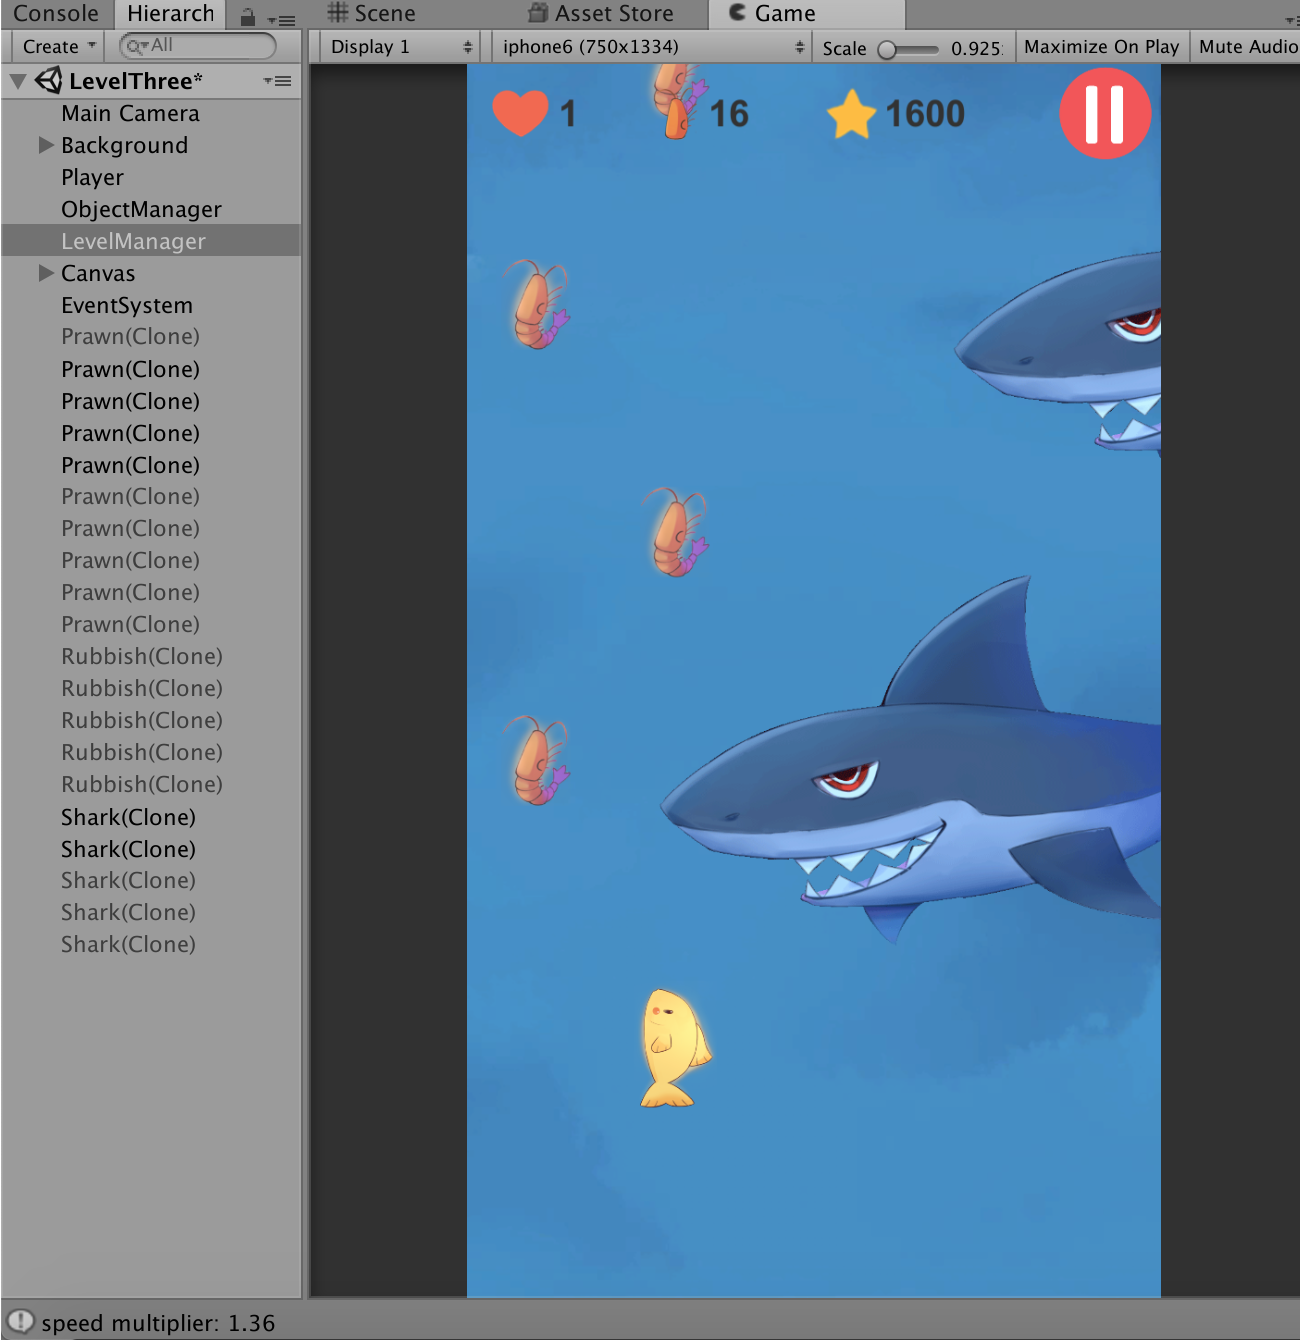 Console Hierarch Scene Asset Store Game
Create All Display 1 iphone6 (750x1334) Scale 0.925 Maximize On Play Mute Audio
LevelThree*
Main Camera
Background
Player
ObjectManager
LevelManager
Canvas
EventSystem
Prawn(Clone)
Prawn(Clone)
Prawn(Clone)
Prawn(Clone)
Prawn(Clone)
Prawn(Clone)
Prawn(Clone)
Prawn(Clone)
Prawn(Clone)
Prawn(Clone)
Rubbish(Clone)
Rubbish(Clone)
Rubbish(Clone)
Rubbish(Clone)
Rubbish(Clone)
Shark(Clone)
Shark(Clone)
Shark(Clone)
Shark(Clone)
Shark(Clone)
1 16 1600
speed multiplier: 1.36